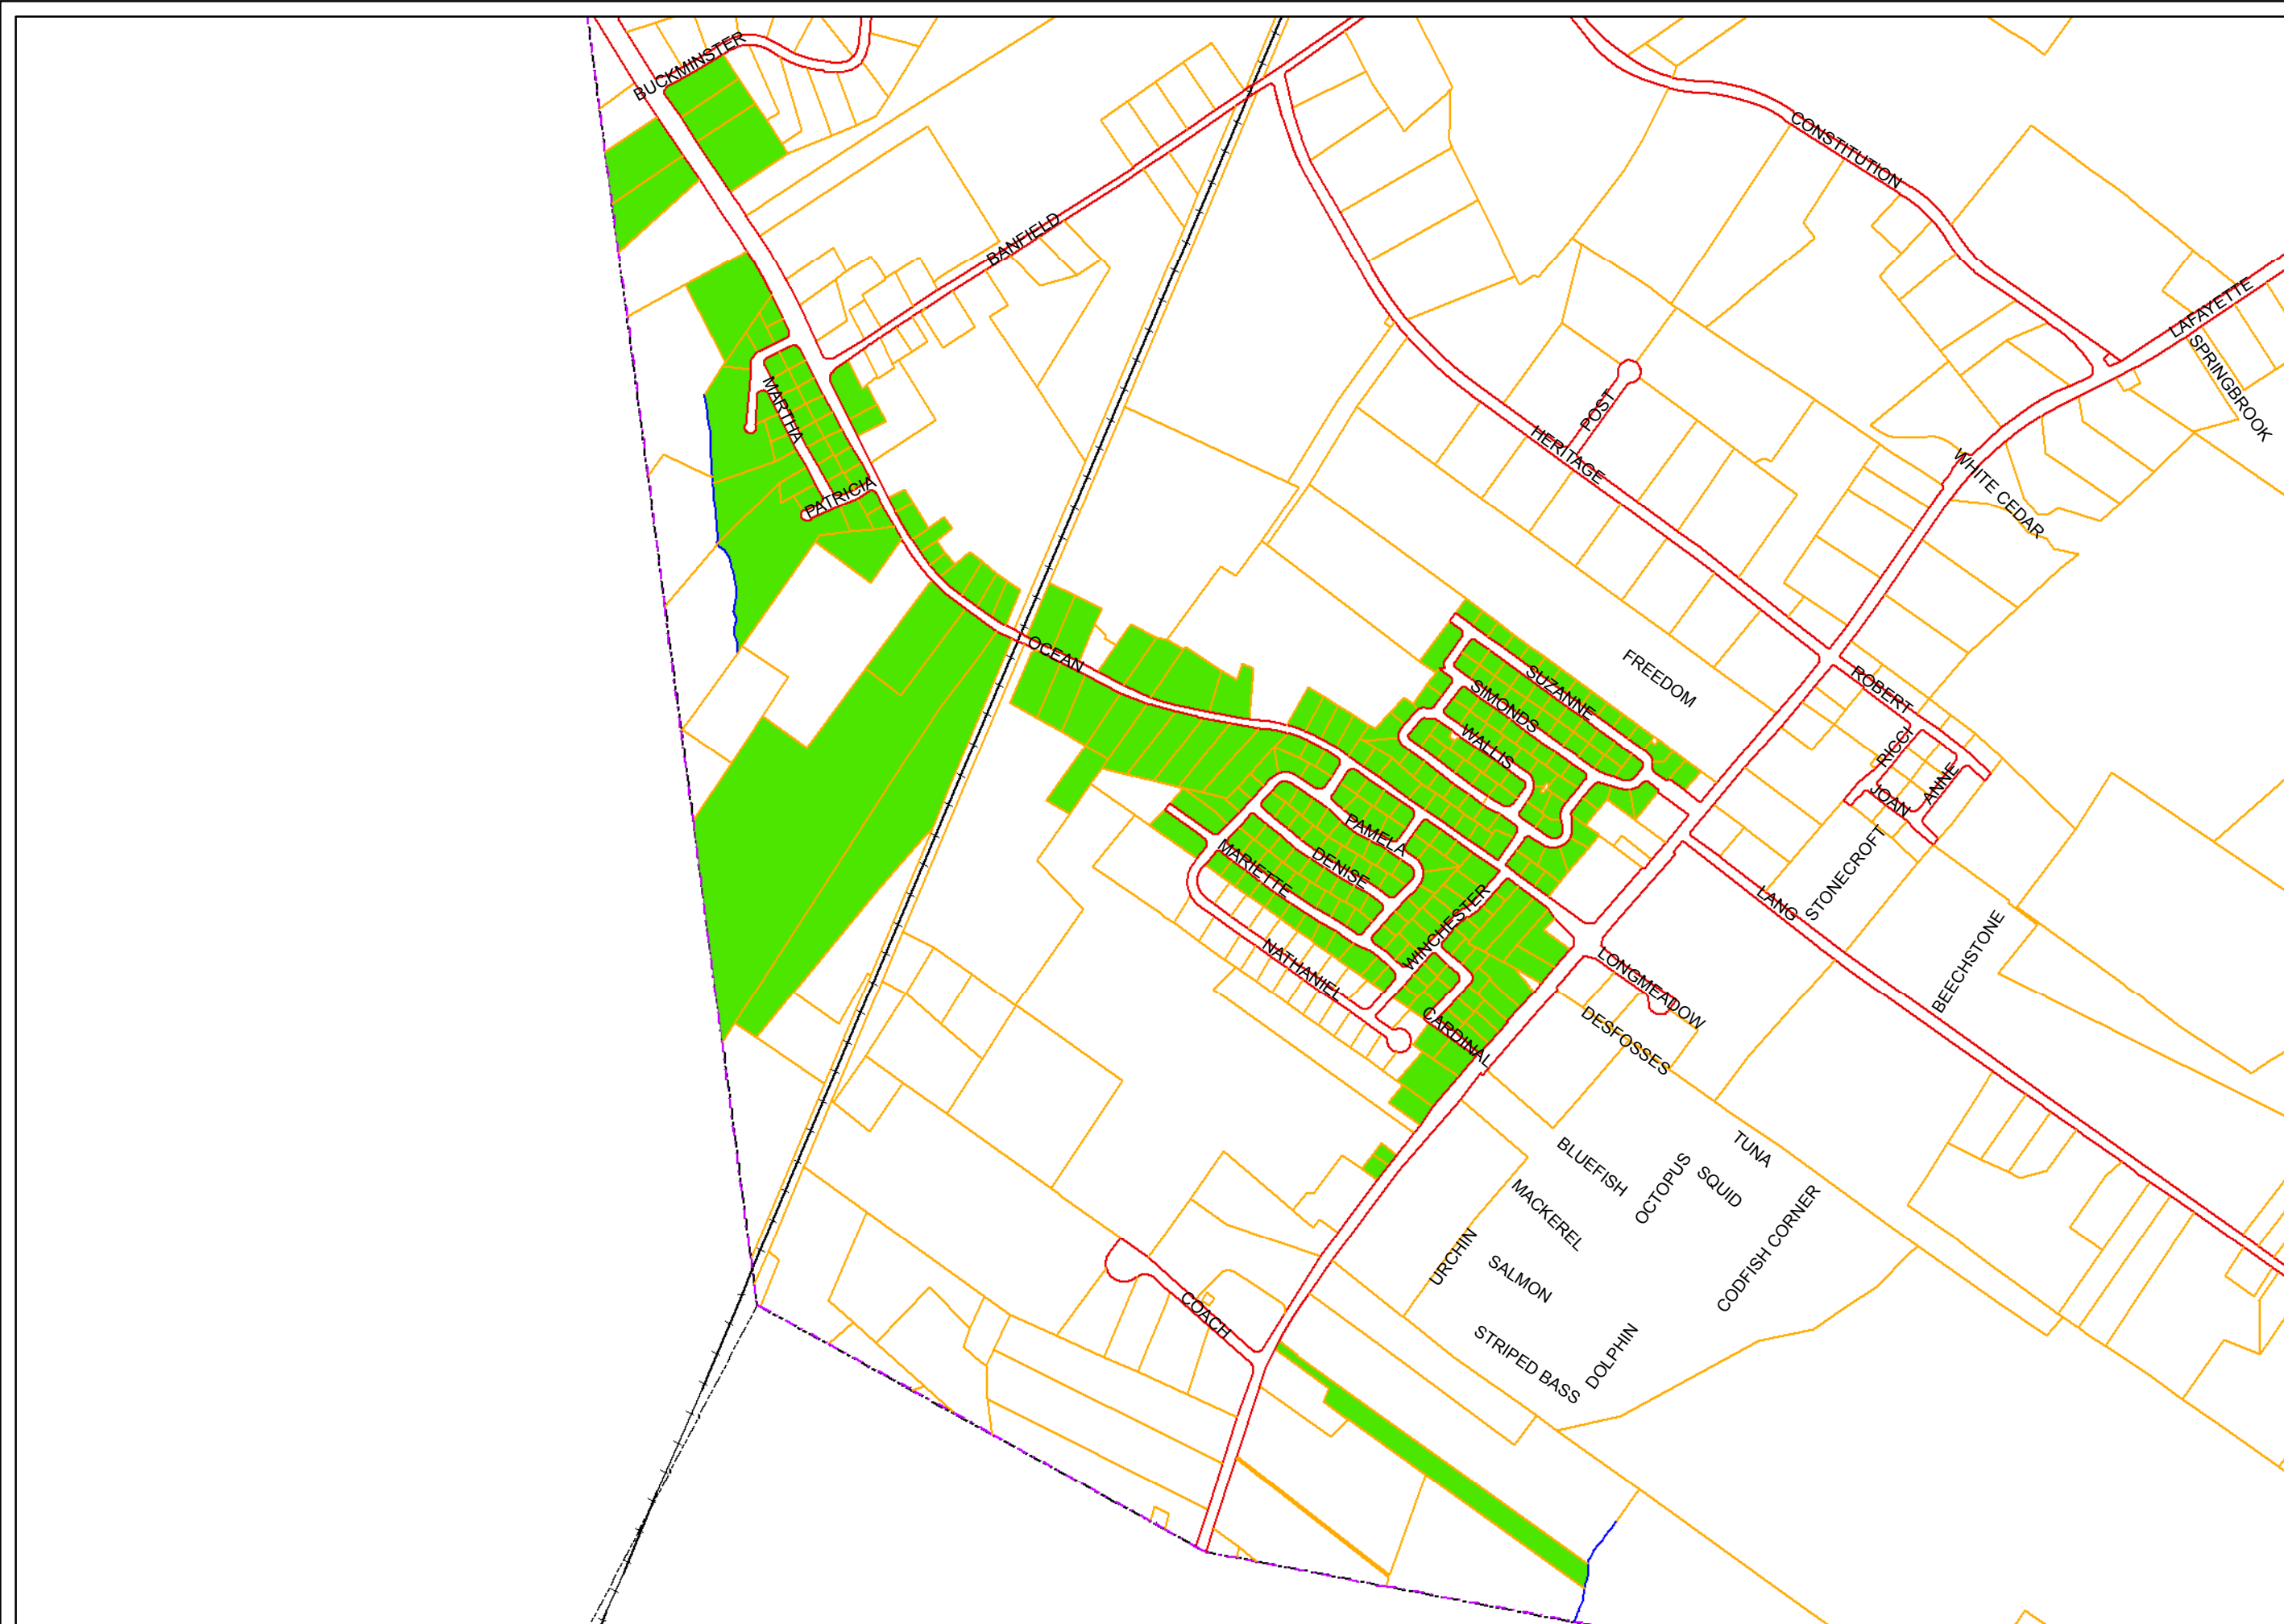 BUCKMINSTER
CONSTITUTION
BANFIELD
LAFAYETTE
SPRINGBROOK
MARTHA
POST
HERITAGE
WHITE CEDAR
PATRICIA
OCEAN
FREEDOM
SUZANNE
SIMONDS
WALLIS
ROBERT
RICCI
ANNE
JOAN
PAMELA
DENISE
MARIETTE
STONECROFT
LANG
WINCHESTER
BEECHSTONE
NATHANIEL
LONGMEADOW
CARDINAL
DESFOSSES
TUNA
BLUEFISH
OCTOPUS
SQUID
MACKEREL
CODFISH CORNER
URCHIN
SALMON
COACH
STRIPED BASS
DOLPHIN